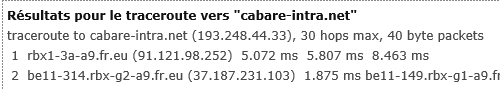 Résultats pour le traceroute vers "cabare-intra.net"
traceroute to cabare-intra.net (193.248.44.33), 30 hops max, 40 byte packets
1 rbx1-3a-a9.fr.eu (91.121.98.252) 5.072 ms 5.807 ms 8.463 ms
2 be11-314.rbx-g2-a9.fr.eu (37.187.231.103) 1.875 ms be11-149.rbx-g1-a9.fr